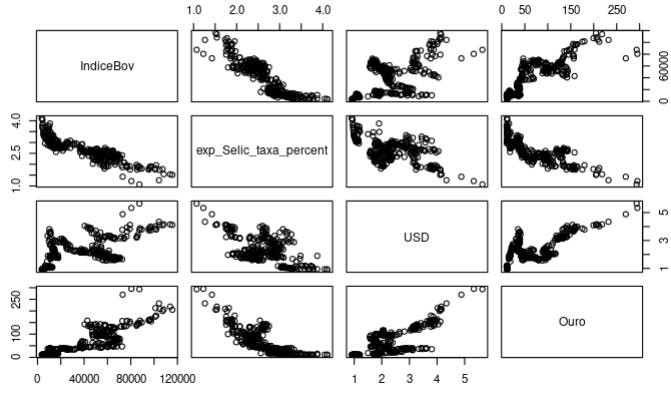 1.0 2.0 3.0 4.0 0 50 150 250
IndiceBov
0 60000
1.0 2.5 4.0
exp_Selic_taxa_percent
USD
1 3 5
0 100 250
Ouro
0 40000 80000 120000 1 2 3 4 5